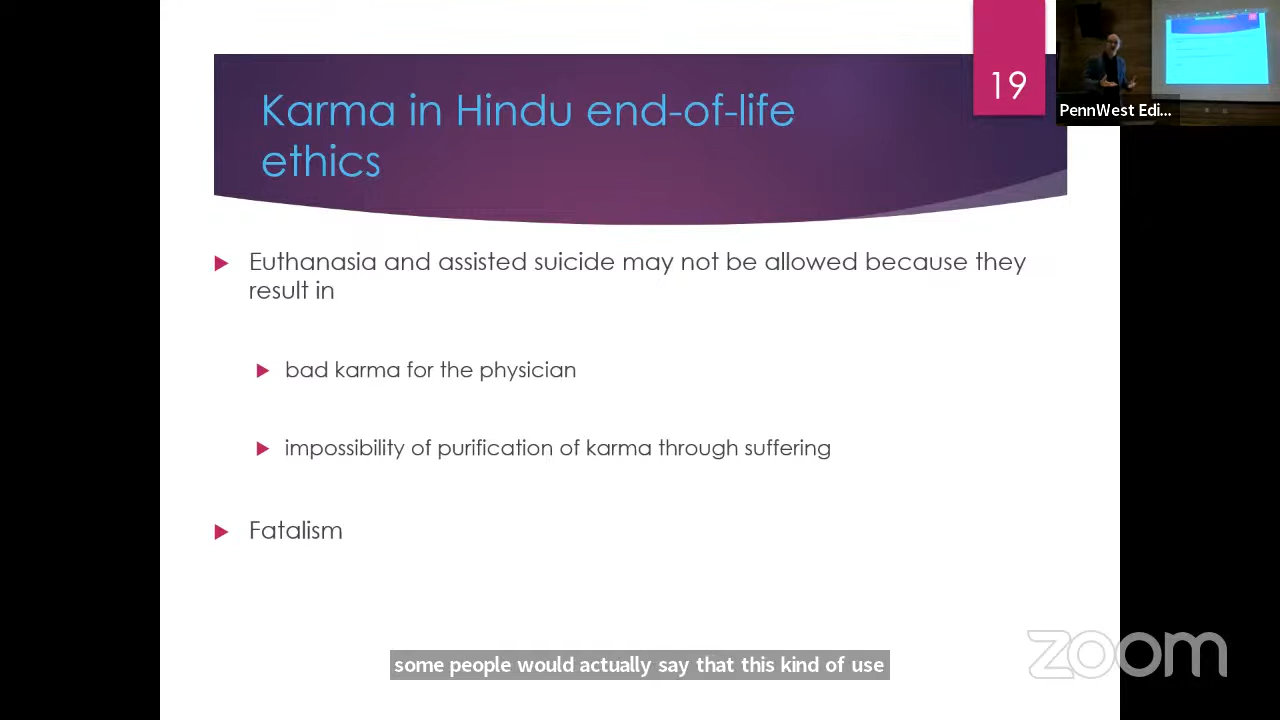 19
PennWest Edi...
Karma in Hindu end-of-life
ethics
Euthanasia and assisted suicide may not be allowed because they
result in
bad karma for the physician
impossibility of purification of karma through suffering
Fatalism
some people would actually say that this kind of use
zoom